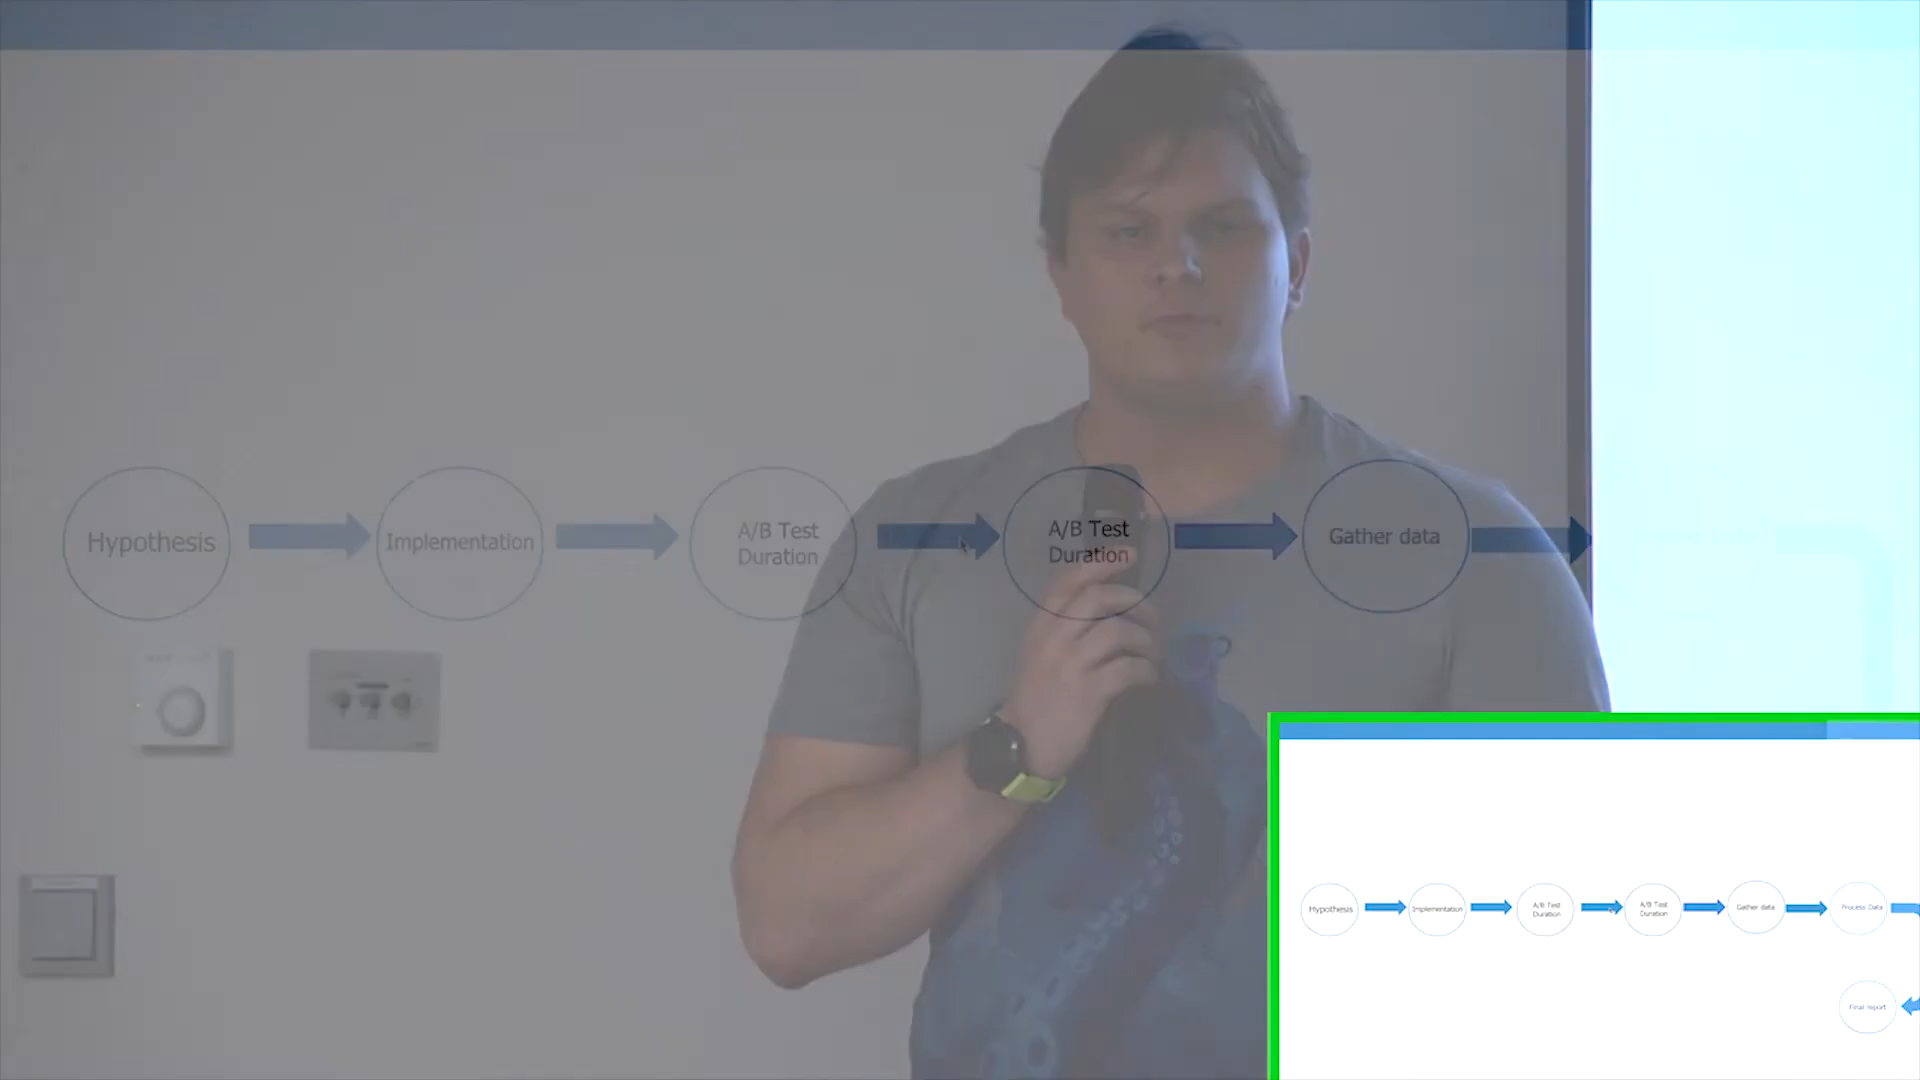 Hypothesis
Implementation
A/B Test
Duration
A/B Test
Duration
Gather data
Hypothesis
Implementation
A/B Test
Duration
A/B Test
Duration
Gather data
Process Data
Final report